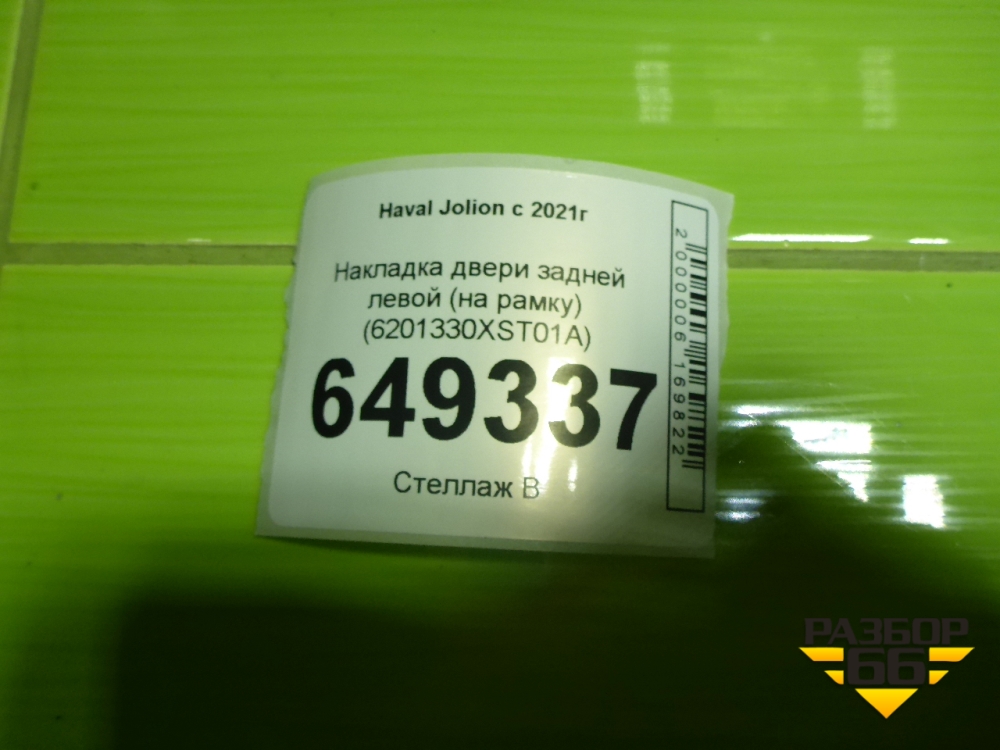 Haval Jolion с 2021г
Накладка двери задней
левой (на рамку)
(6201330XST01A)
649337
Стеллаж В
2000006169822
РАЗБОР
66